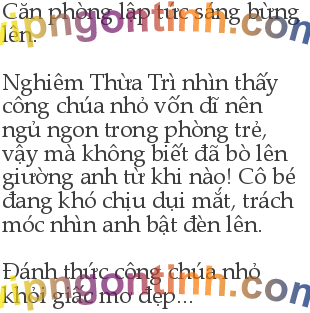 Căn phòng lập tức sáng bừng
lên.
Nghiêm Thừa Trì nhìn thấy
công chúa nhỏ vốn dĩ nên
ngủ ngon trong phòng trẻ,
vậy mà không biết đã bò lên
giường anh từ khi nào! Cô bé
đang khó chịu dụi mắt, trách
móc nhìn anh bật đèn lên.
Đánh thức công chúa nhỏ
khỏi giấc mơ đẹp...